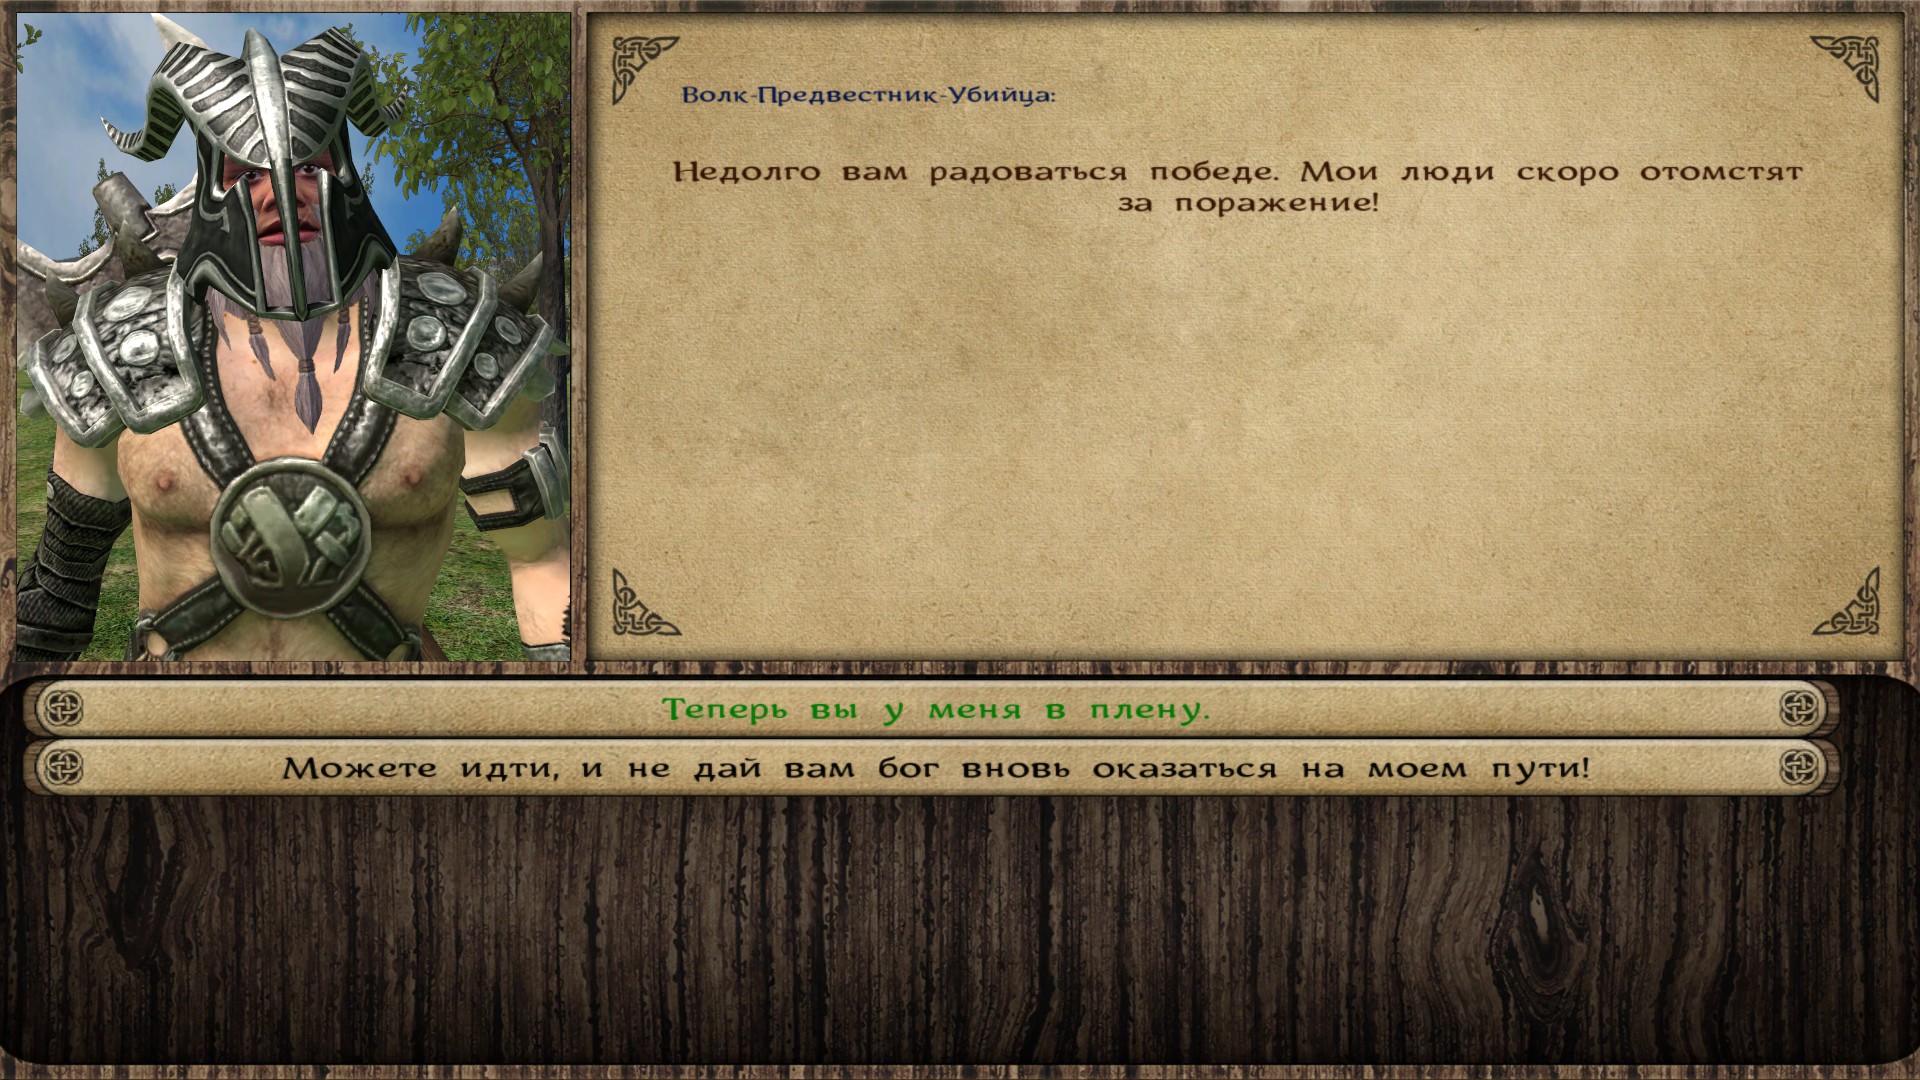 Волк-Предвестник-Убийца:
Недолго вам радоваться победе. Мои люди скоро отомстят
за поражение!
Теперь вы у меня в плену.
Можете идти, и не дай вам бог вновь оказаться на моем пути!